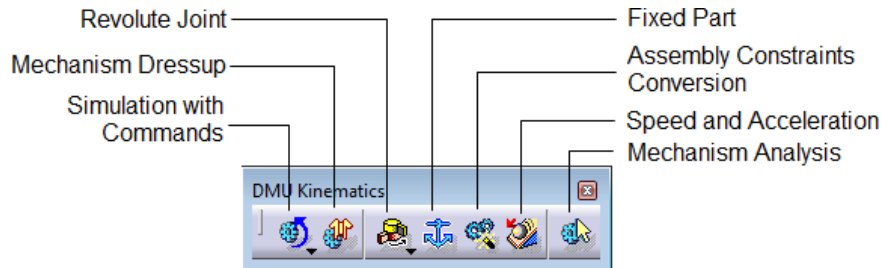 Revolute Joint
Mechanism Dressup
Simulation with
Commands
Fixed Part
Assembly Constraints
Conversion
Speed and Acceleration
Mechanism Analysis
DMU Kinematics